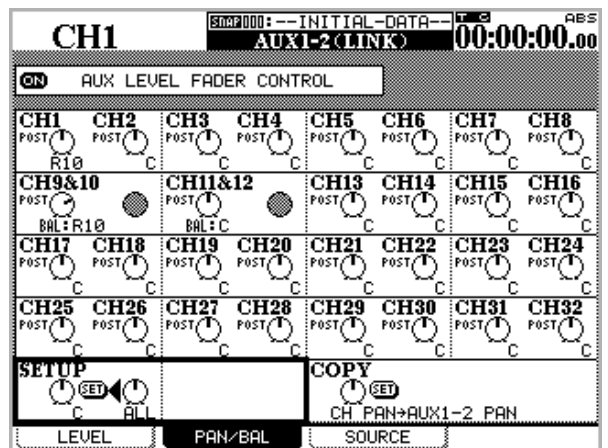 CH1 SNAP000:--INITIAL-DATA-- TC ABS
AUX1-2(LINK) 00:00:00.00
ON AUX LEVEL FADER CONTROL
CH1 CH2 CH3 CH4 CH5 CH6 CH7 CH8
POST POST POST POST POST POST POST POST
R10 C C C C C C C
CH9&10 CH11&12 CH13 CH14 CH15 CH16
POST POST POST POST POST POST
BAL:R10 BAL:C C C C C
CH17 CH18 CH19 CH20 CH21 CH22 CH23 CH24
POST POST POST POST POST POST POST POST
C C C C C C C C
CH25 CH26 CH27 CH28 CH29 CH30 CH31 CH32
POST POST POST POST POST POST POST POST
C C C C C C C C
SETUP COPY
SET SET
C ALL CH PAN→AUX1-2 PAN
LEVEL PAN/BAL SOURCE